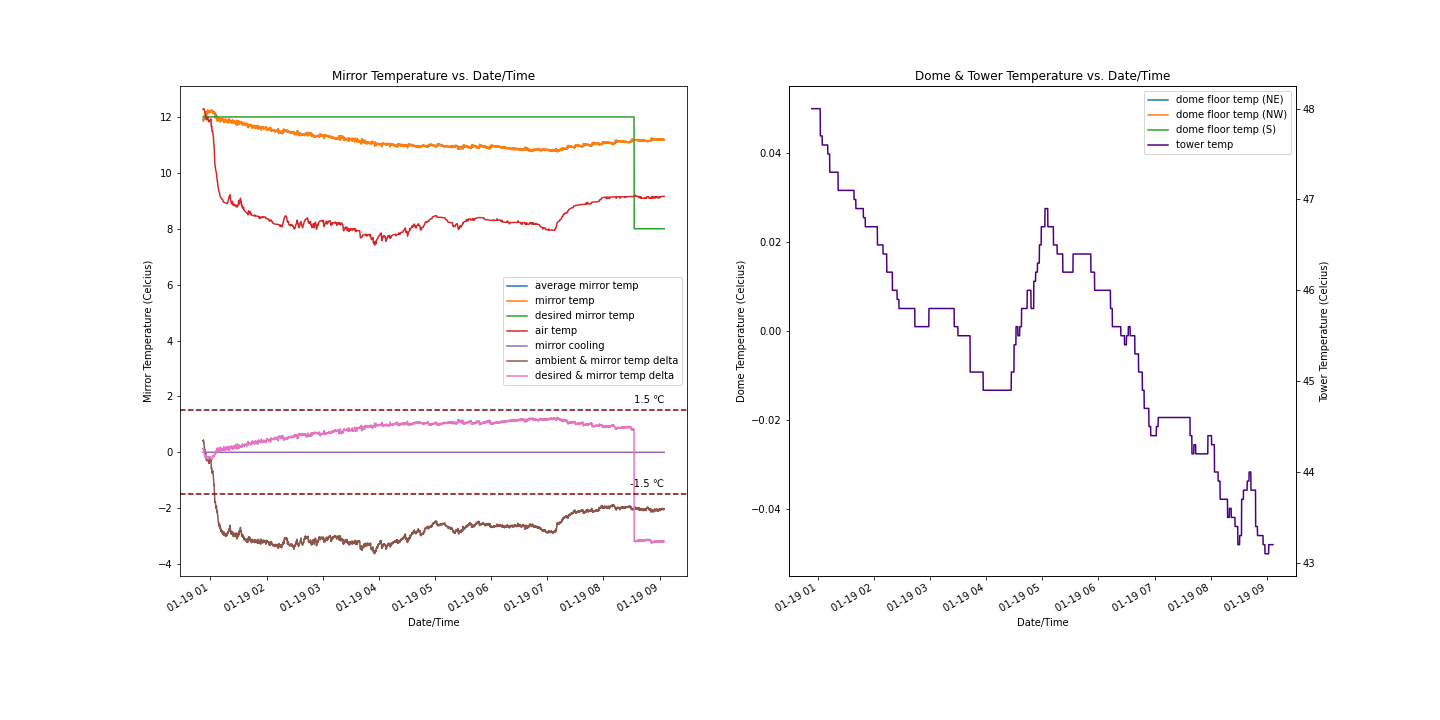 Mirror Temperature vs. Date/Time
Mirror Temperature (Celcius)
12
10
8
6
4
2
0
−2
−4
average mirror temp
mirror temp
desired mirror temp
air temp
mirror cooling
ambient & mirror temp delta
desired & mirror temp delta
1.5 °C
-1.5 °C
01-19 01
01-19 02
01-19 03
01-19 04
01-19 05
01-19 06
01-19 07
01-19 08
01-19 09
Date/Time
Dome & Tower Temperature vs. Date/Time
Dome Temperature (Celcius)
0.04
0.02
0.00
−0.02
−0.04
dome floor temp (NE)
dome floor temp (NW)
dome floor temp (S)
tower temp
48
47
46
45
44
43
Tower Temperature (Celcius)
01-19 01
01-19 02
01-19 03
01-19 04
01-19 05
01-19 06
01-19 07
01-19 08
01-19 09
Date/Time